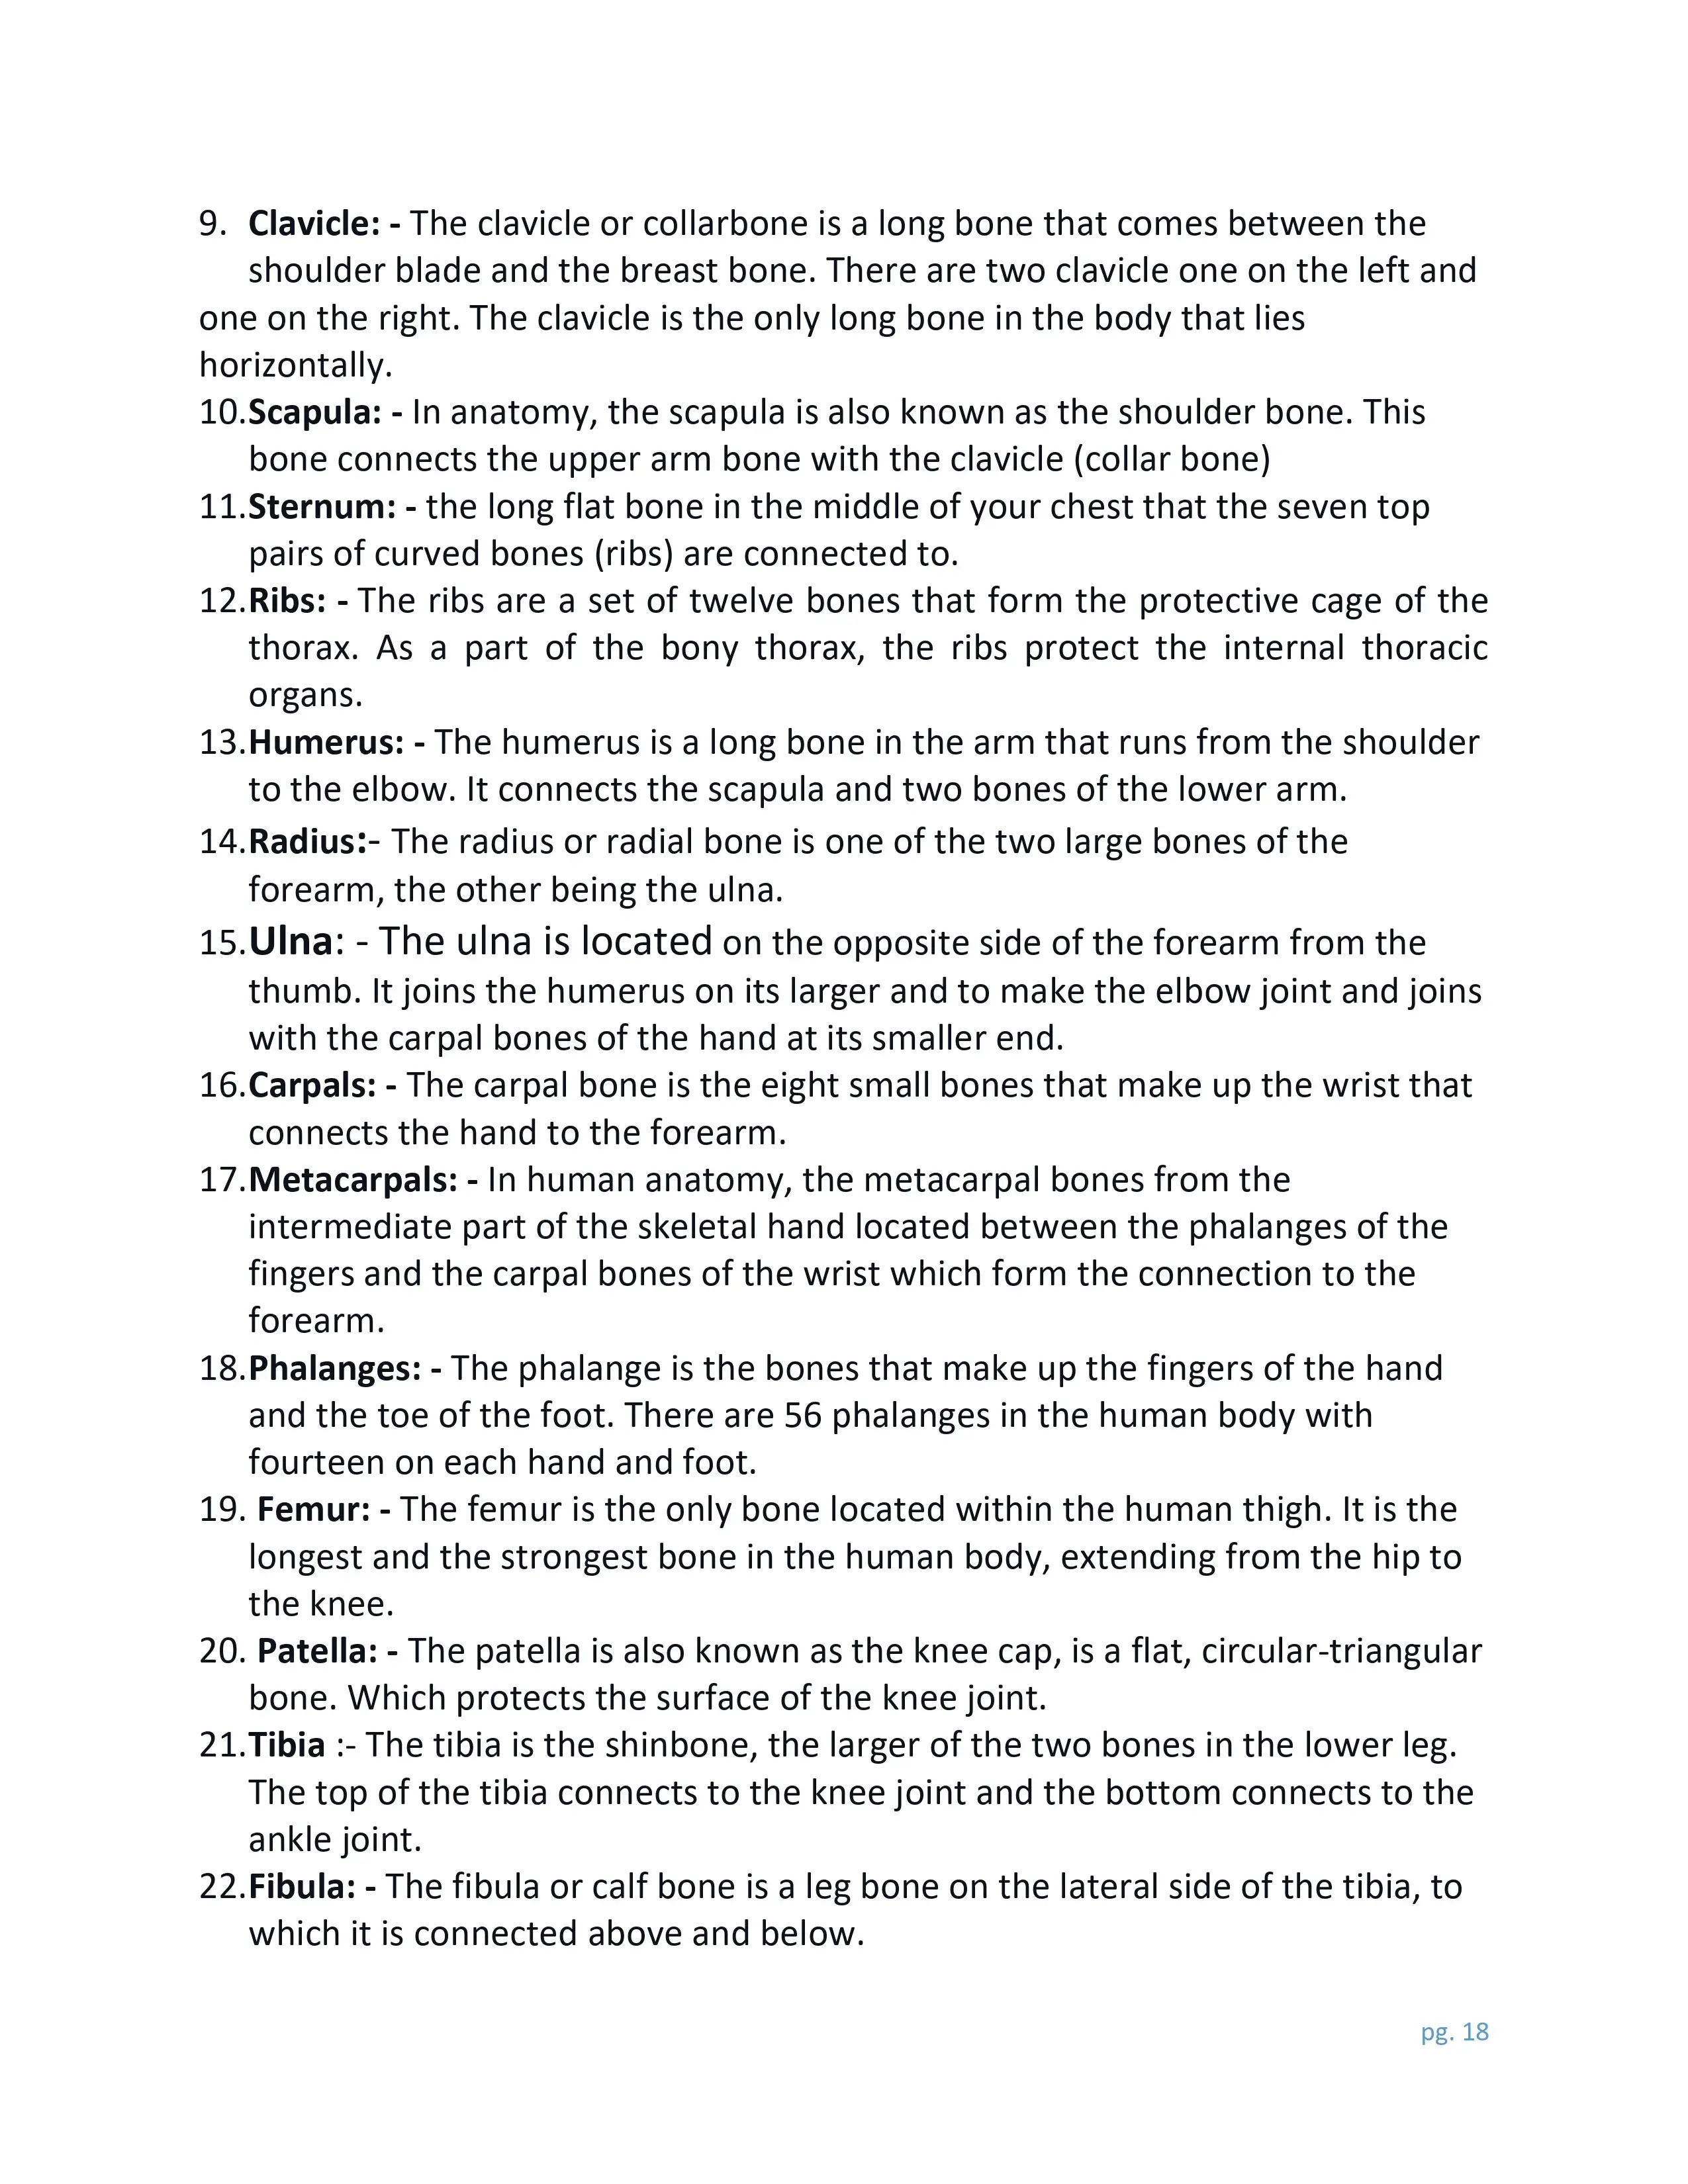 9. Clavicle: - The clavicle or collarbone is a long bone that comes between the
shoulder blade and the breast bone. There are two clavicle one on the left and
one on the right. The clavicle is the only long bone in the body that lies
horizontally.
10.Scapula: - In anatomy, the scapula is also known as the shoulder bone. This
bone connects the upper arm bone with the clavicle (collar bone)
11.Sternum: - the long flat bone in the middle of your chest that the seven top
pairs of curved bones (ribs) are connected to.
12.Ribs: - The ribs are a set of twelve bones that form the protective cage of the
thorax. As a part of the bony thorax, the ribs protect the internal thoracic
organs.
13.Humerus: - The humerus is a long bone in the arm that runs from the shoulder
to the elbow. It connects the scapula and two bones of the lower arm.
14.Radius:- The radius or radial bone is one of the two large bones of the
forearm, the other being the ulna.
15.Ulna: - The ulna is located on the opposite side of the forearm from the
thumb. It joins the humerus on its larger and to make the elbow joint and joins
with the carpal bones of the hand at its smaller end.
16.Carpals: - The carpal bone is the eight small bones that make up the wrist that
connects the hand to the forearm.
17.Metacarpals: - In human anatomy, the metacarpal bones from the
intermediate part of the skeletal hand located between the phalanges of the
fingers and the carpal bones of the wrist which form the connection to the
forearm.
18.Phalanges: - The phalange is the bones that make up the fingers of the hand
and the toe of the foot. There are 56 phalanges in the human body with
fourteen on each hand and foot.
19. Femur: - The femur is the only bone located within the human thigh. It is the
longest and the strongest bone in the human body, extending from the hip to
the knee.
20. Patella: - The patella is also known as the knee cap, is a flat, circular-triangular
bone. Which protects the surface of the knee joint.
21.Tibia :- The tibia is the shinbone, the larger of the two bones in the lower leg.
The top of the tibia connects to the knee joint and the bottom connects to the
ankle joint.
22.Fibula: - The fibula or calf bone is a leg bone on the lateral side of the tibia, to
which it is connected above and below.
pg. 18